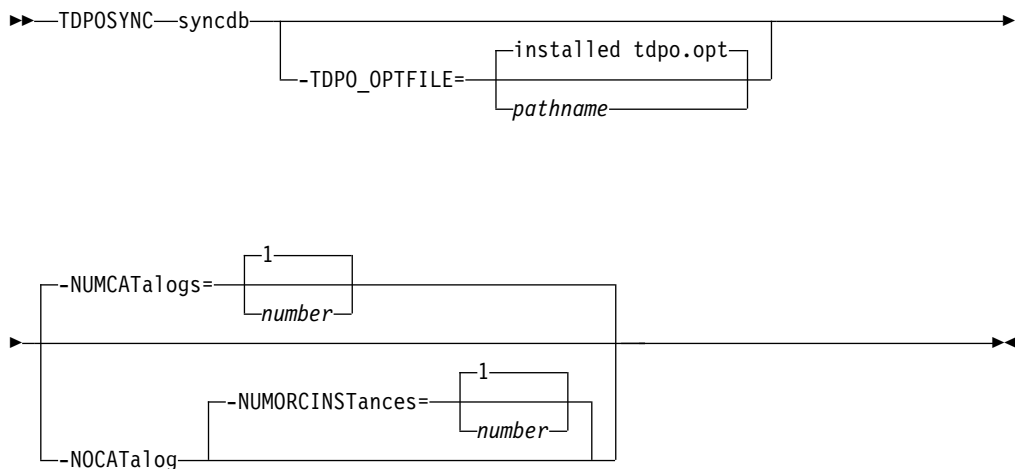 TDPOSYNC syncdb
installed tdpo.opt
-TDPO_OPTFILE=
pathname
1
-NUMCATalogs=
number
1
-NUMORCINSTances=
number
-NOCATalog